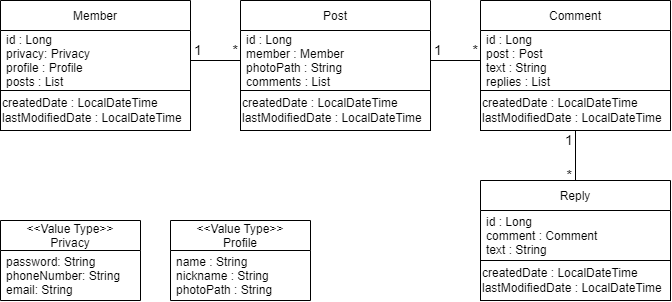 Member
id : Long
privacy: Privacy
profile : Profile
posts : List
createdDate : LocalDateTime
lastModifiedDate : LocalDateTime
1
*
Post
id : Long
member : Member
photoPath : String
comments : List
createdDate : LocalDateTime
lastModifiedDate : LocalDateTime
1
*
Comment
id : Long
post : Post
text : String
replies : List
createdDate : LocalDateTime
lastModifiedDate : LocalDateTime
1
*
Reply
id : Long
comment : Comment
text : String
createdDate : LocalDateTime
lastModifiedDate : LocalDateTime
<<Value Type>>
Privacy
password: String
phoneNumber: String
email: String
<<Value Type>>
Profile
name : String
nickname : String
photoPath : String